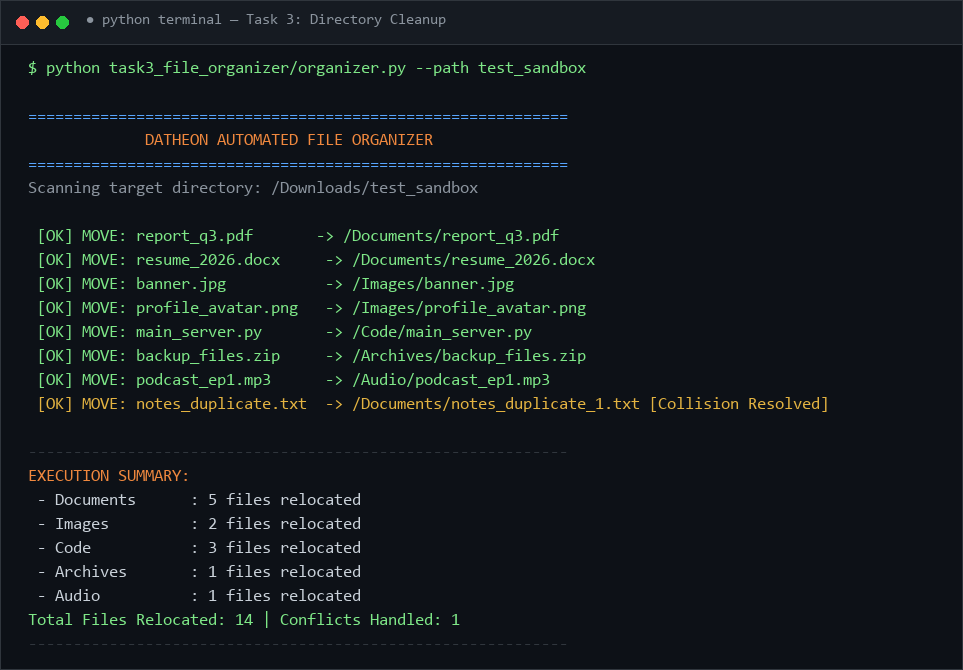 ● python terminal — Task 3: Directory Cleanup
$ python task3_file_organizer/organizer.py --path test_sandbox
============================================================
DATHEON AUTOMATED FILE ORGANIZER
============================================================
Scanning target directory: /Downloads/test_sandbox
[OK] MOVE: report_q3.pdf       -> /Documents/report_q3.pdf
[OK] MOVE: resume_2026.docx     -> /Documents/resume_2026.docx
[OK] MOVE: banner.jpg           -> /Images/banner.jpg
[OK] MOVE: profile_avatar.png   -> /Images/profile_avatar.png
[OK] MOVE: main_server.py       -> /Code/main_server.py
[OK] MOVE: backup_files.zip     -> /Archives/backup_files.zip
[OK] MOVE: podcast_ep1.mp3      -> /Audio/podcast_ep1.mp3
[OK] MOVE: notes_duplicate.txt  -> /Documents/notes_duplicate_1.txt [Collision Resolved]
------------------------------------------------------------
EXECUTION SUMMARY:
- Documents      : 5 files relocated
- Images         : 2 files relocated
- Code           : 3 files relocated
- Archives       : 1 files relocated
- Audio          : 1 files relocated
Total Files Relocated: 14 | Conflicts Handled: 1
------------------------------------------------------------